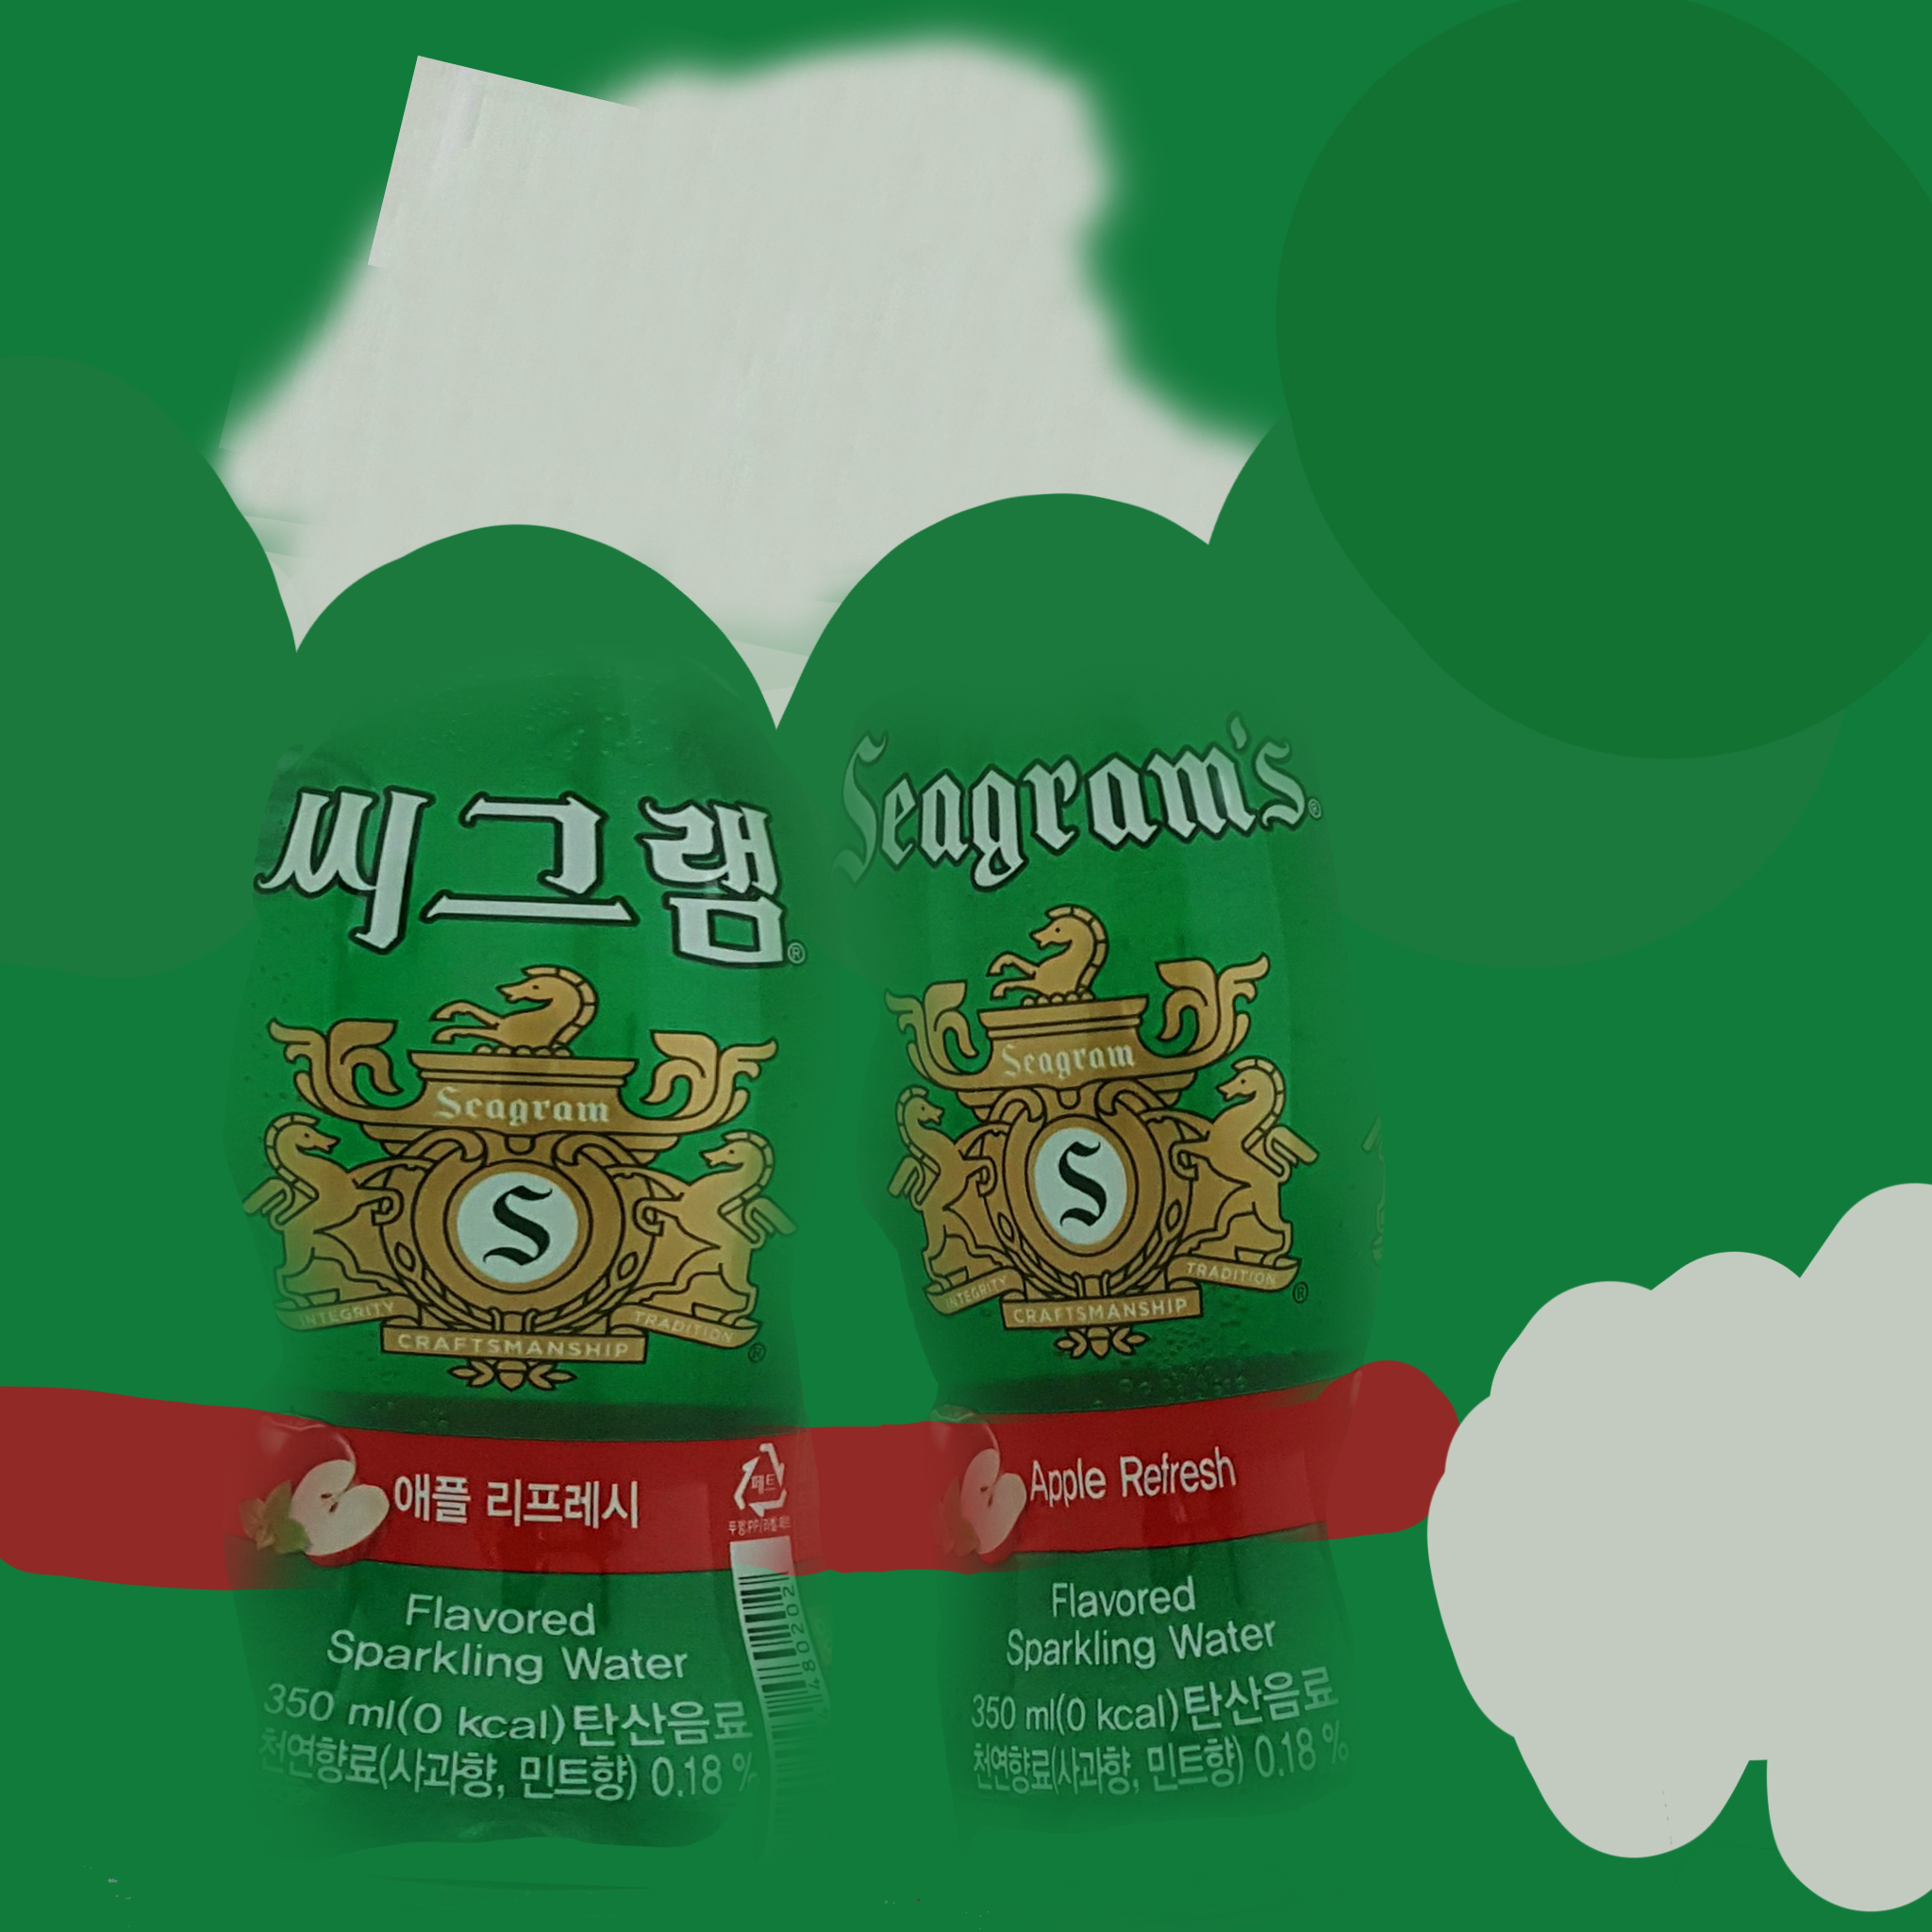 씨그램®
Seagram
S
INTEGRITY
TRADITION
CRAFTSMANSHIP
®
애플 리프레시
페트
Flavored
Sparkling Water
350 ml(0 kcal)탄산음료
천연향료(사과향, 민트향) 0.18 %
480202
Seagram's®
Seagram
S
INTEGRITY
TRADITION
CRAFTSMANSHIP
®
Apple Refresh
Flavored
Sparkling Water
350 ml(0 kcal)탄산음료
천연향료(사과향, 민트향) 0.18 %